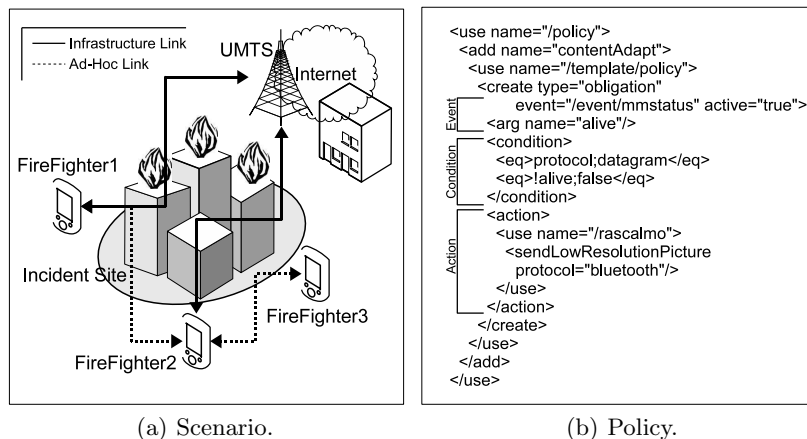 Infrastructure Link
Ad-Hoc Link
UMTS
Internet
FireFighter1
Incident Site
FireFighter3
FireFighter2
(a) Scenario.
<use name="/policy">
<add name="contentAdapt">
<use name="/template/policy">
<create type="obligation"
event="/event/mmstatus" active="true">
<arg name="alive"/>
<condition>
<eq>protocol;datagram</eq>
<eq>!alive;false</eq>
</condition>
<action>
<use name="/rascalmo">
<sendLowResolutionPicture
protocol="bluetooth"/>
</use>
</action>
</create>
</use>
</add>
</use>
Event
Condition
Action
(b) Policy.